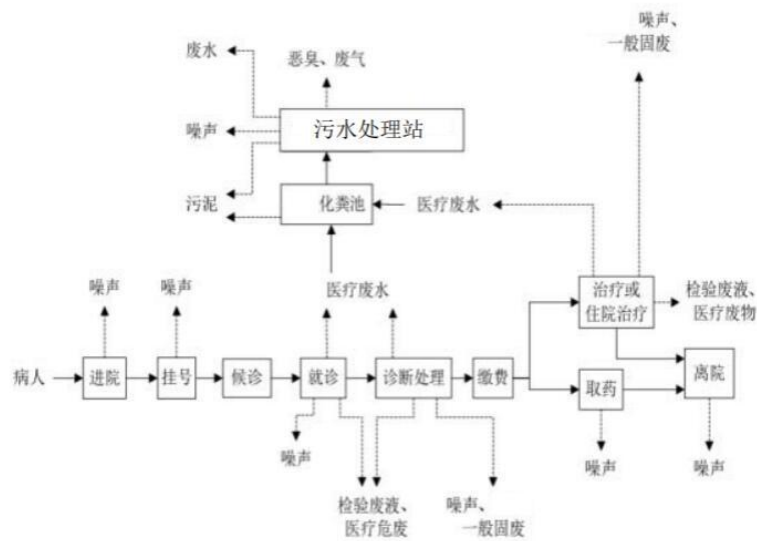 噪声、
一般固废
废水
恶臭、废气
噪声
污水处理站
污泥
化粪池
医疗废水
噪声
噪声
医疗废水
治疗或
住院治疗
检验废液、
医疗废物
病人
进院
挂号
候诊
就诊
诊断处理
缴费
取药
离院
噪声
噪声
噪声
检验废液、
医疗危废
噪声、
一般固废